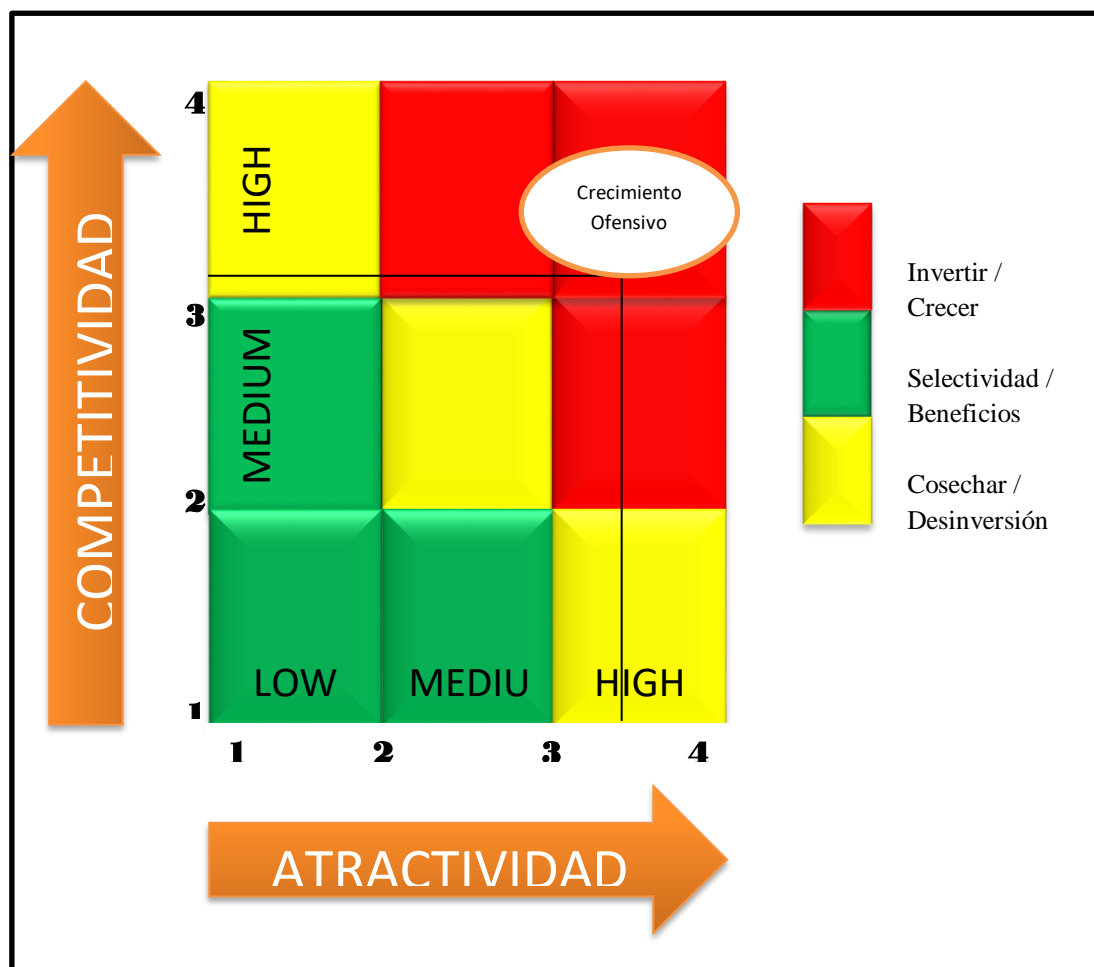 COMPETITIVIDAD
4
HIGH
Crecimiento
Ofensivo
3
MEDIUM
2
LOW
MEDIU
HIGH
1
1
2
3
4
ATRACTIVIDAD
Invertir /
Crecer
Selectividad /
Beneficios
Cosechar /
Desinversión